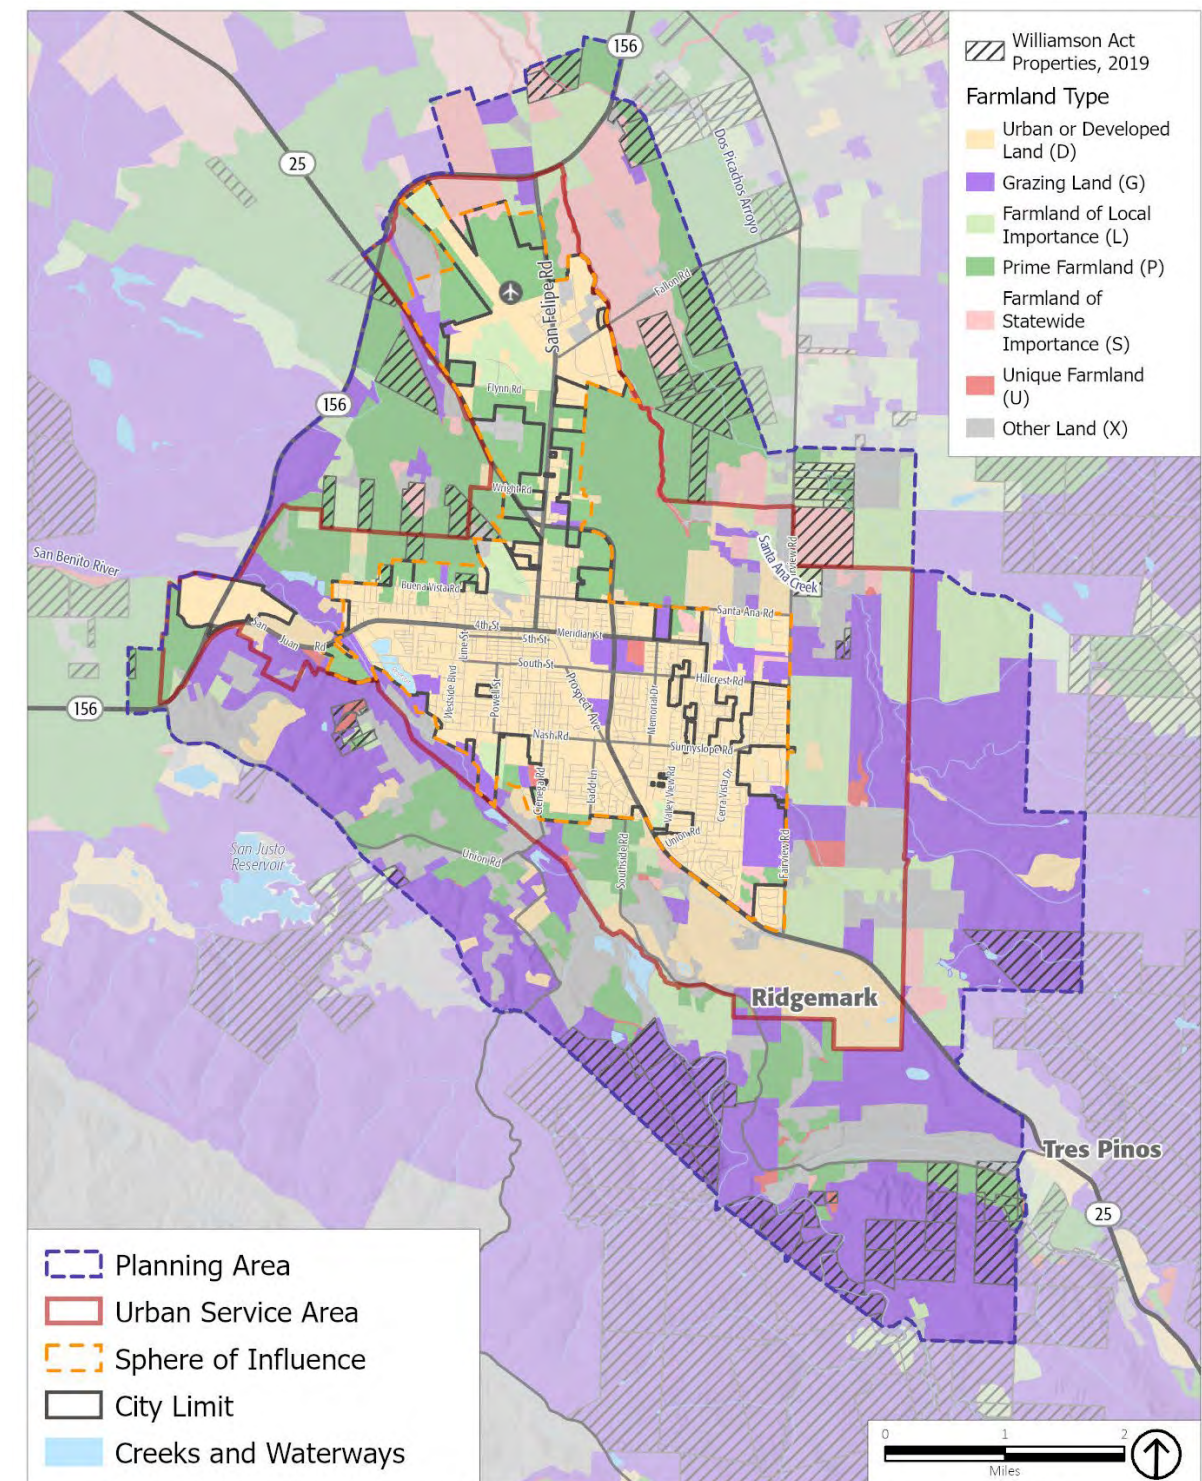 156
Williamson Act
Properties, 2019
Farmland Type
Urban or Developed
Land (D)
Grazing Land (G)
Farmland of Local
Importance (L)
Prime Farmland (P)
Farmland of
Statewide
Importance (S)
Unique Farmland
(U)
Other Land (X)
25
Dos Picachos Arroyo
San Felipe Rd
Fallon Rd
Flynn Rd
156
Wright Rd
San Benito River
Santa Ana Creek
Buena Vista Rd
Santa Ana Rd
San Juan Rd
4th St
5th St
Meridian St
Line St
South St
Hillcrest Rd
Westside Blvd
Powell St
Prospect Ave
Memorial Dr
156
Nash Rd
Sunnyslope Rd
Cienega Rd
Ladd Ln
Valley View Rd
Cerra Vista Dr
San Justo
Reservoir
Union Rd
Southside Rd
Union Rd
Fairview Rd
Ridgemark
Tres Pinos
25
Planning Area
Urban Service Area
Sphere of Influence
City Limit
Creeks and Waterways
0 1 2
Miles